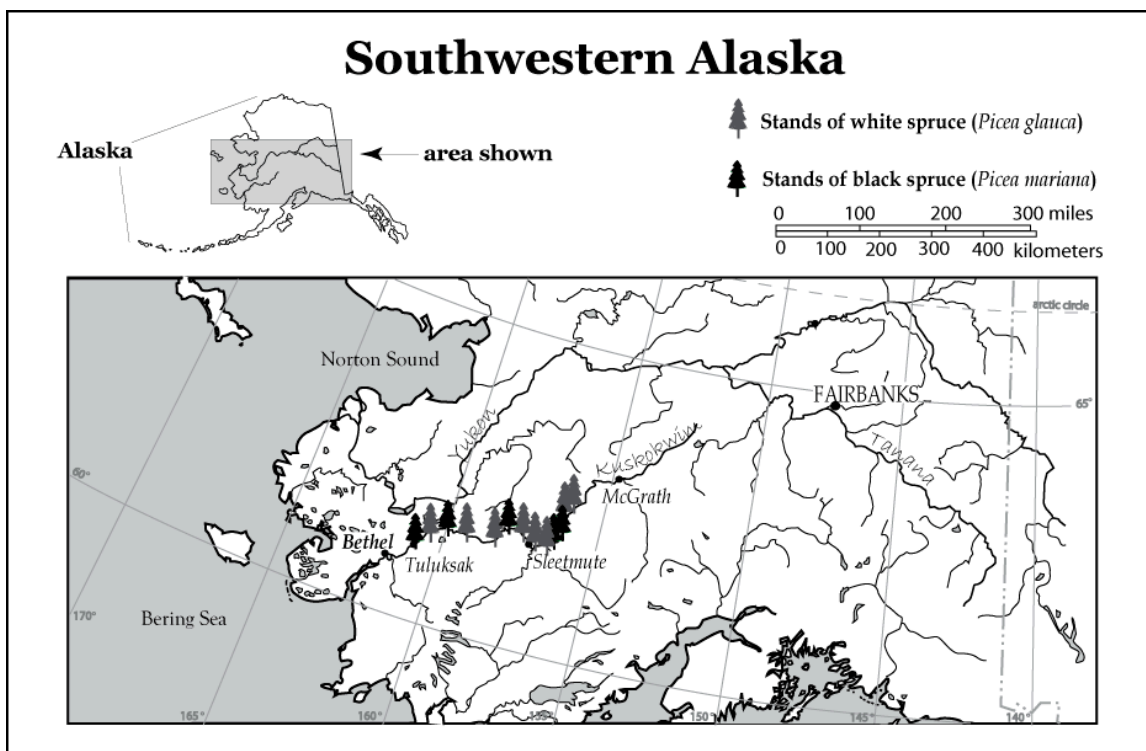 Southwestern Alaska
Alaska
area shown
Stands of white spruce (Picea glauca)
Stands of black spruce (Picea mariana)
0 100 200 300 miles
0 100 200 300 400 kilometers
arctic circle
Norton Sound
FAIRBANKS
65°
Yukon
Kuskokwim
Tanana
60°
McGrath
Bethel
Tuluksak
Sleetmute
170°
Bering Sea
165°
160°
155°
150°
145°
140°